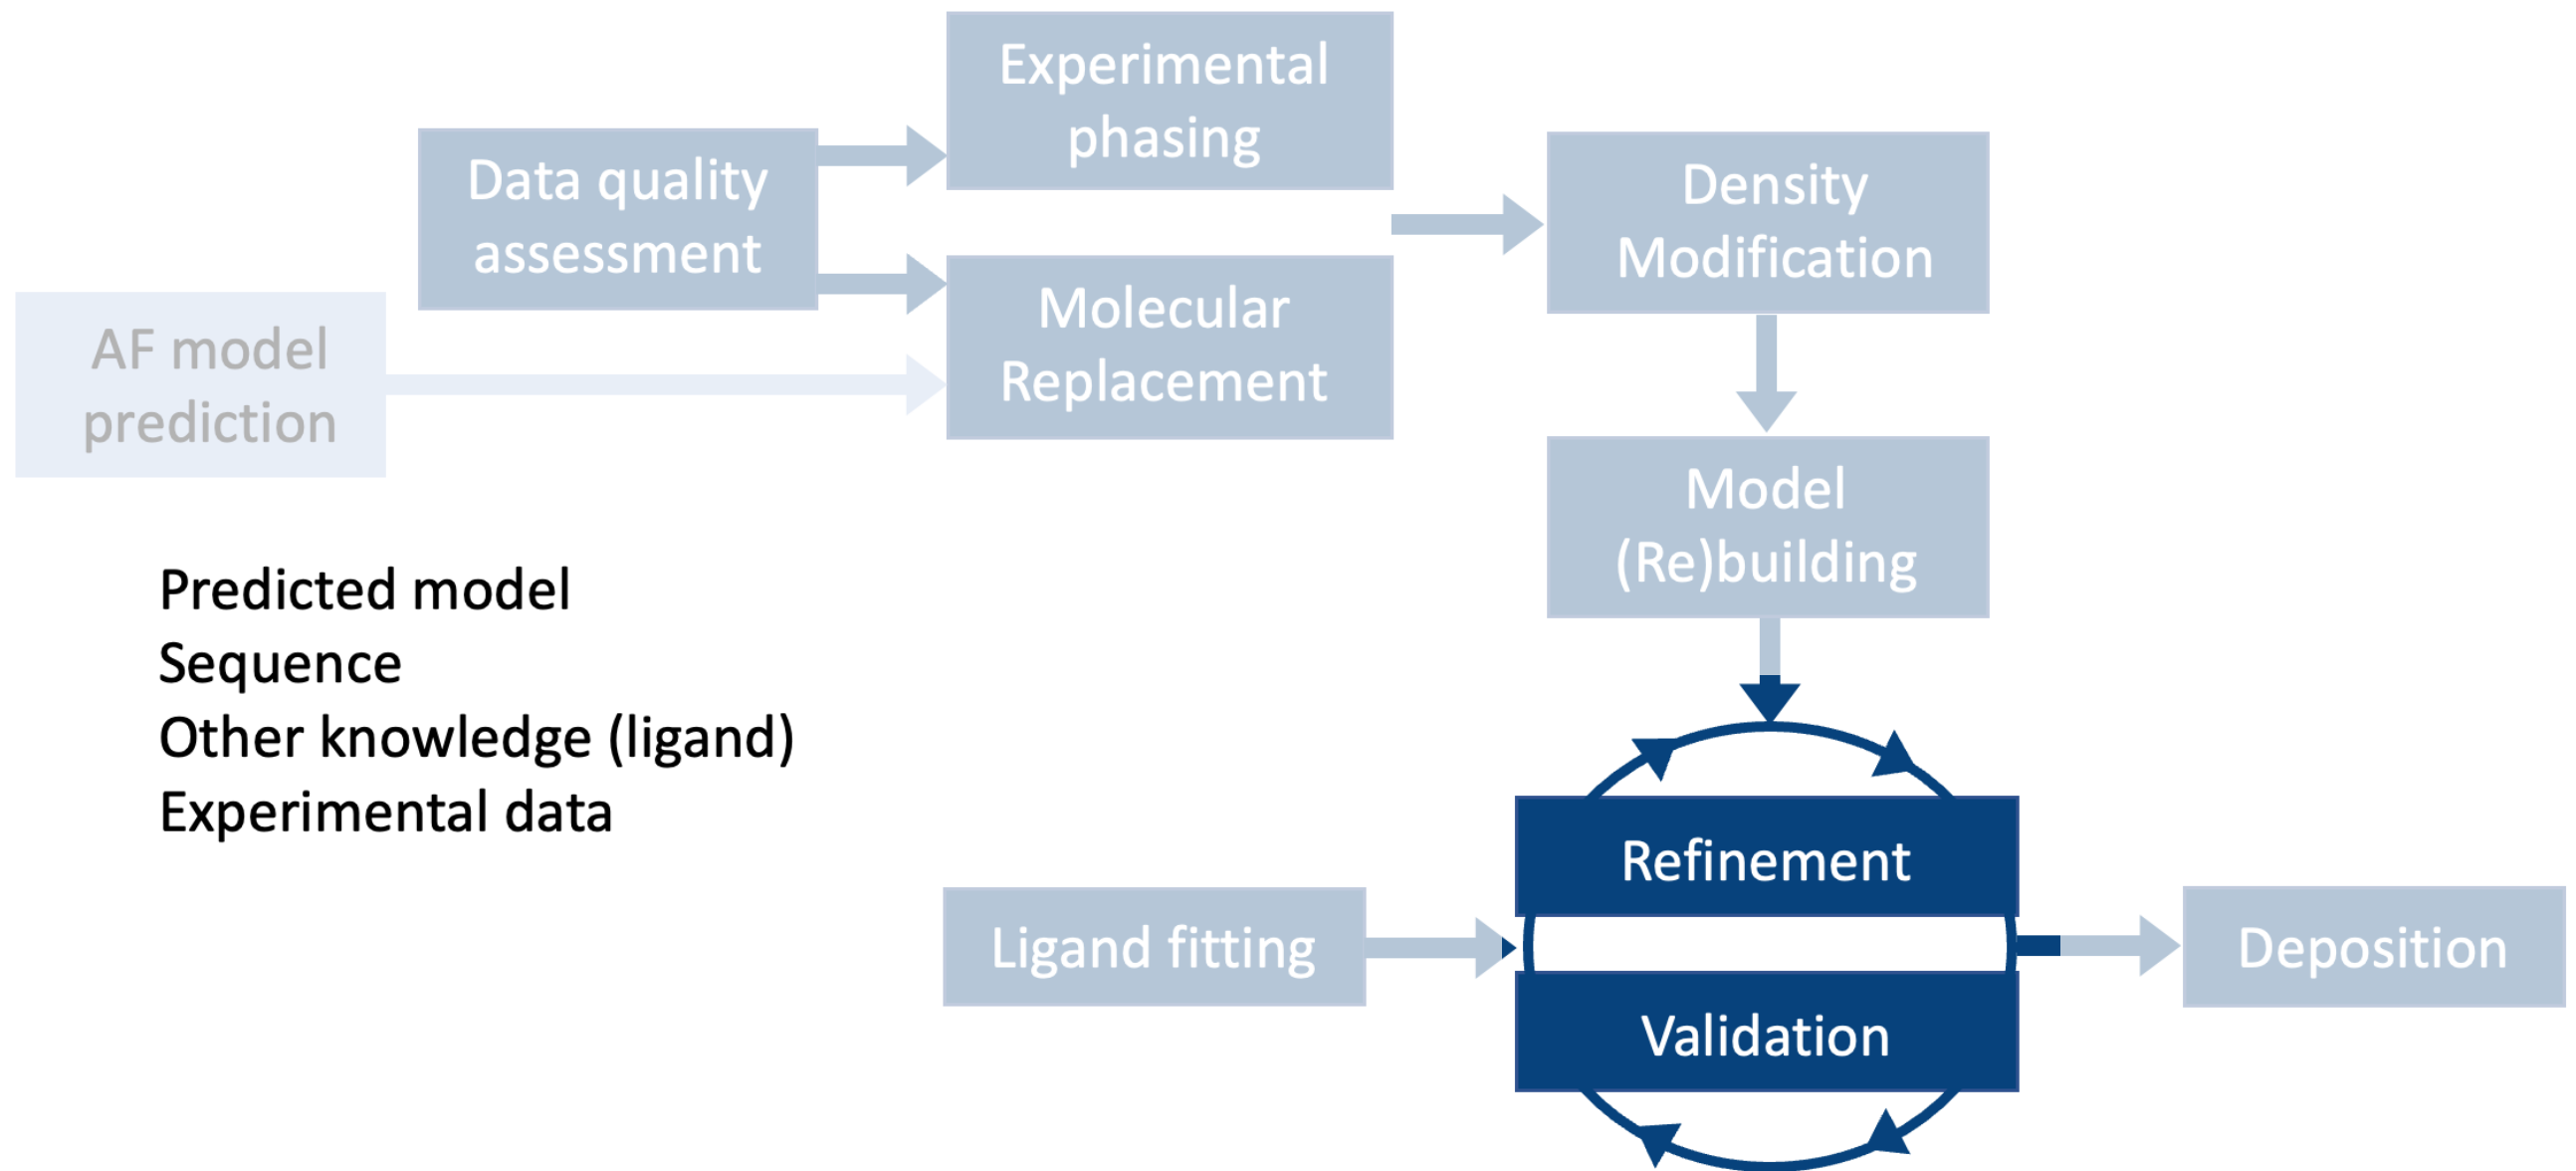 Experimental
phasing
Data quality
assessment
Density
Modification
Molecular
Replacement
AF model
prediction
Model
(Re)building
Predicted model
Sequence
Other knowledge (ligand)
Experimental data
Refinement
Ligand fitting
Deposition
Validation